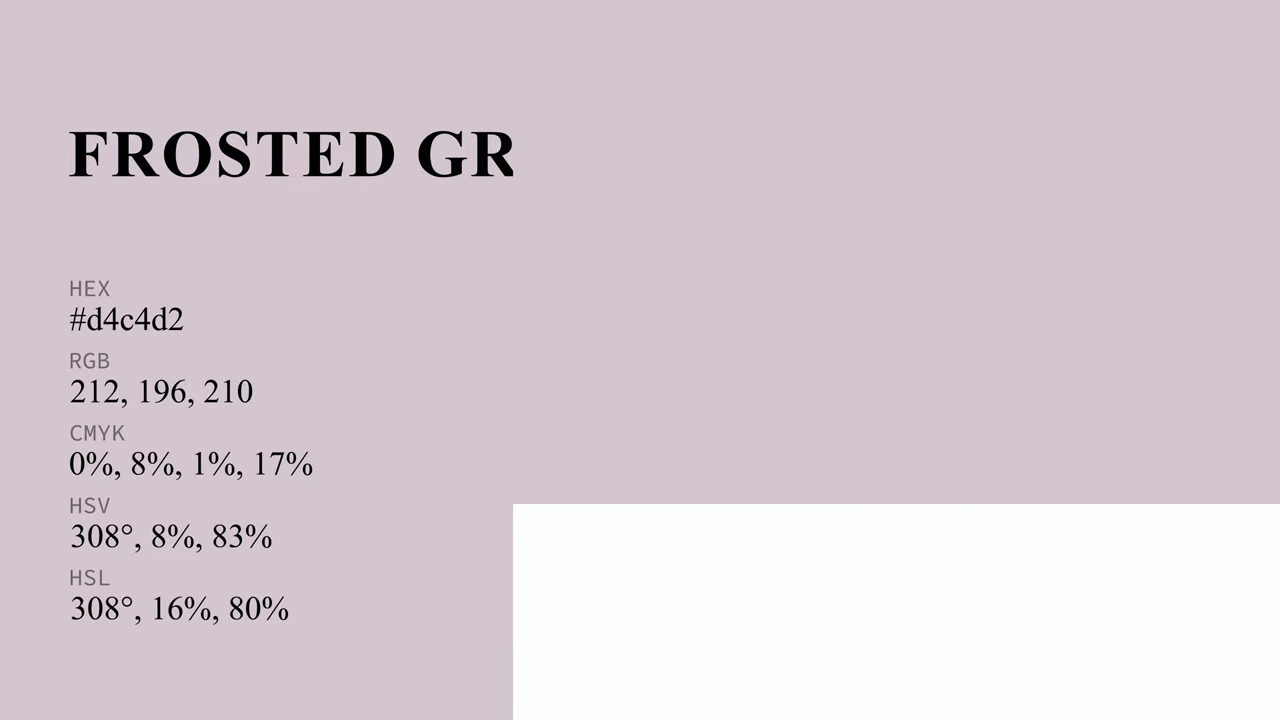 FROSTED GR
HEX
#d4c4d2
RGB
212, 196, 210
CMYK
0%, 8%, 1%, 17%
HSV
308°, 8%, 83%
HSL
308°, 16%, 80%